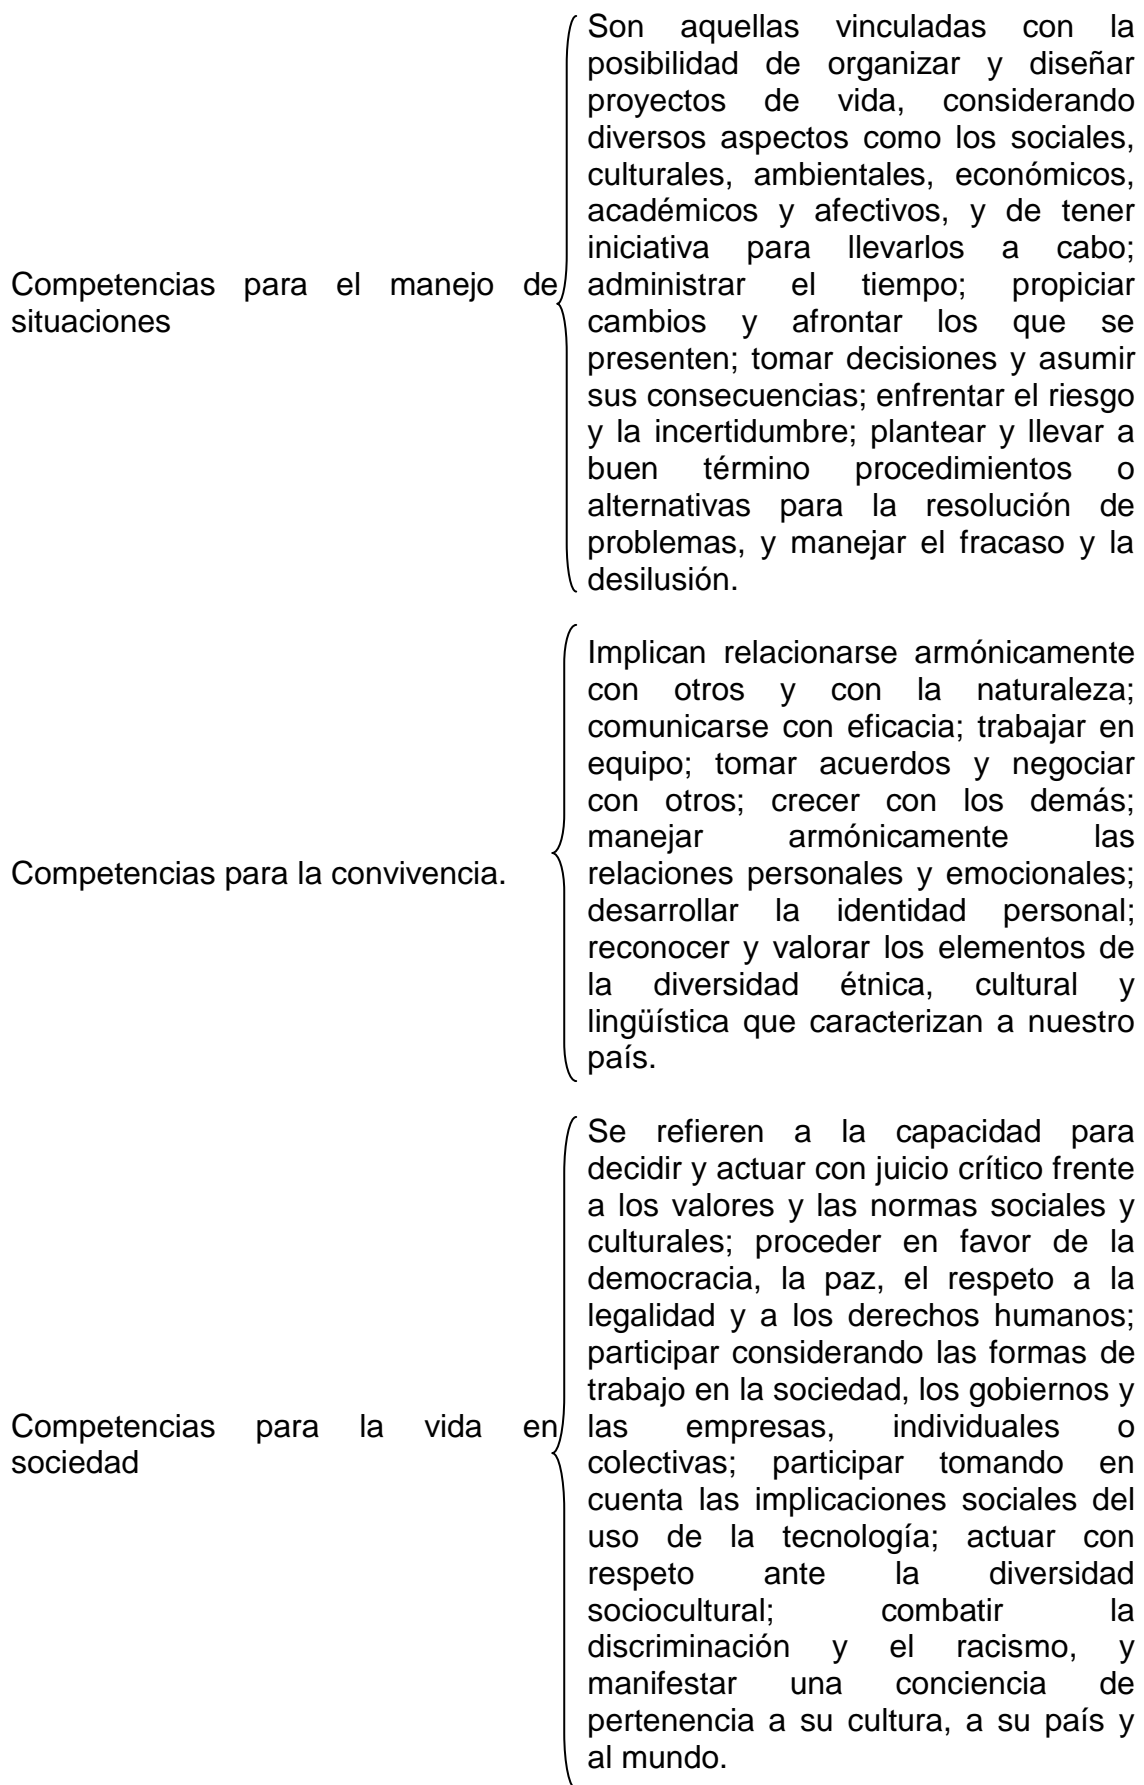 Competencias para el manejo de
situaciones
Son aquellas vinculadas con la
posibilidad de organizar y diseñar
proyectos de vida, considerando
diversos aspectos como los sociales,
culturales, ambientales, económicos,
académicos y afectivos, y de tener
iniciativa para llevarlos a cabo;
administrar el tiempo; propiciar
cambios y afrontar los que se
presenten; tomar decisiones y asumir
sus consecuencias; enfrentar el riesgo
y la incertidumbre; plantear y llevar a
buen término procedimientos o
alternativas para la resolución de
problemas, y manejar el fracaso y la
desilusión.
Competencias para la convivencia.
Implican relacionarse armónicamente
con otros y con la naturaleza;
comunicarse con eficacia; trabajar en
equipo; tomar acuerdos y negociar
con otros; crecer con los demás;
manejar armónicamente las
relaciones personales y emocionales;
desarrollar la identidad personal;
reconocer y valorar los elementos de
la diversidad étnica, cultural y
lingüística que caracterizan a nuestro
país.
Competencias para la vida en
sociedad
Se refieren a la capacidad para
decidir y actuar con juicio crítico frente
a los valores y las normas sociales y
culturales; proceder en favor de la
democracia, la paz, el respeto a la
legalidad y a los derechos humanos;
participar considerando las formas de
trabajo en la sociedad, los gobiernos y
las empresas, individuales o
colectivas; participar tomando en
cuenta las implicaciones sociales del
uso de la tecnología; actuar con
respeto ante la diversidad
sociocultural; combatir la
discriminación y el racismo, y
manifestar una conciencia de
pertenencia a su cultura, a su país y
al mundo.